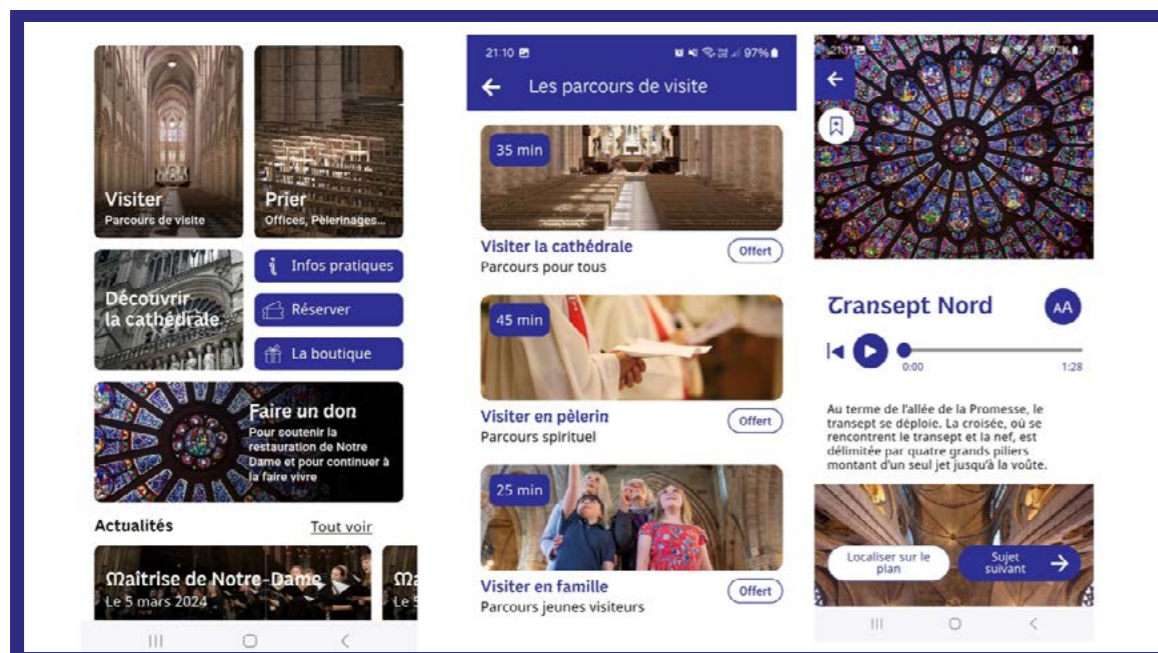 Visiter
Parcours de visite
Prier
Offices, Pèlerinages...
Découvrir
la cathédrale
Infos pratiques
Réserver
La boutique
Faire un don
Pour soutenir la
restauration de Notre
Dame et pour continuer à
la faire vivre
Actualités
Tout voir
Maîtrise de Notre-Dame
Le 5 mars 2024
Ma
Le 5
21:10
97%
Les parcours de visite
35 min
Visiter la cathédrale
Offert
Parcours pour tous
45 min
Visiter en pèlerin
Offert
Parcours spirituel
25 min
Visiter en famille
Offert
Parcours jeunes visiteurs
Transept Nord
AA
0:00
1:28
Au terme de l'allée de la Promesse, le
transept se déploie. La croisée, où se
rencontrent le transept et la nef, est
délimitée par quatre grands piliers
montant d'un seul jet jusqu'à la voûte.
Localiser sur le
plan
Sujet
suivant